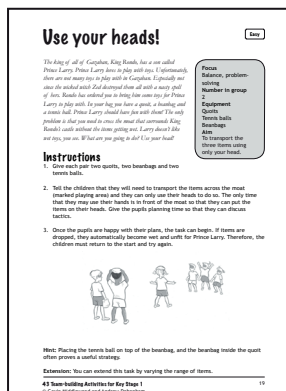 Use your heads!
Easy
The king of all of Gazaban, King Rando, has a son called
Prince Larry. Prince Larry loves to play with toys. Unfortunately,
there are not many toys to play with in Gazaban. Especially not
since the wicked witch Zed destroyed them all with a nasty spell
of hers. Rando has ordered you to bring him some toys for Prince
Larry to play with. In your bag you have a quoit, a beanbag and
a tennis ball. Prince Larry should have fun with them! The only
problem is that you need to cross the moat that surrounds King
Rando's castle without the items getting wet. Larry doesn't like
wet toys, you see. What are you going to do? Use your head!
Focus
Balance, problem-
solving
Number in group
2
Equipment
Quoits
Tennis balls
Beanbags
Aim
To transport the
three items using
only your head.
Instructions
1. Give each pair two quoits, two beanbags and two
tennis balls.
2. Tell the children that they will need to transport the items across the moat
(marked playing area) and they can only use their heads to do so. The only time
that they may use their hands is in front of the moat so that they can put the
items on their heads. Give the pupils planning time so that they can discuss
tactics.
3. Once the pupils are happy with their plans, the task can begin. If items are
dropped, they automatically become wet and unfit for Prince Larry. Therefore, the
children must return to the start and try again.
Hint: Placing the tennis ball on top of the beanbag, and the beanbag inside the quoit
often proves a useful strategy.
Extension: You can extend this task by varying the range of items.
43 Team-building Activities for Key Stage 1
19